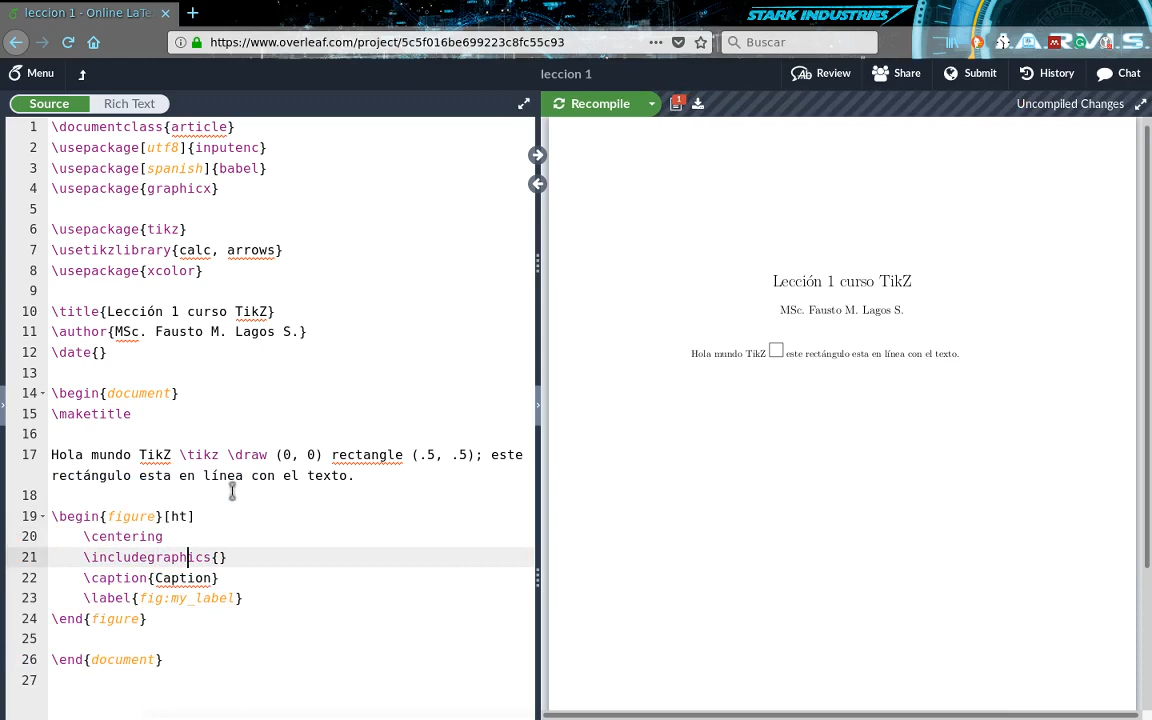 leccion 1 - Online LaTe
STARK INDUSTRIES
https://www.overleaf.com/project/5c5f016be699223c8fc55c93
Buscar
J.A.R.V.I.S.
Menu
leccion 1
Review
Share
Submit
History
Chat
Source
Rich Text
Recompile
1
Uncompiled Changes
1 \documentclass{article}
2 \usepackage[utf8]{inputenc}
3 \usepackage[spanish]{babel}
4 \usepackage{graphicx}
5
6 \usepackage{tikz}
7 \usetikzlibrary{calc, arrows}
8 \usepackage{xcolor}
9
10 \title{Lección 1 curso TikZ}
11 \author{MSc. Fausto M. Lagos S.}
12 \date{}
13
14 \begin{document}
15 \maketitle
16
17 Hola mundo TikZ \tikz \draw (0, 0) rectangle (.5, .5); este
rectángulo esta en línea con el texto.
18
19 \begin{figure}[ht]
20 \centering
21 \includegraphics{}
22 \caption{Caption}
23 \label{fig:my_label}
24 \end{figure}
25
26 \end{document}
27
Lección 1 curso TikZ
MSc. Fausto M. Lagos S.
Hola mundo TikZ este rectángulo esta en línea con el texto.